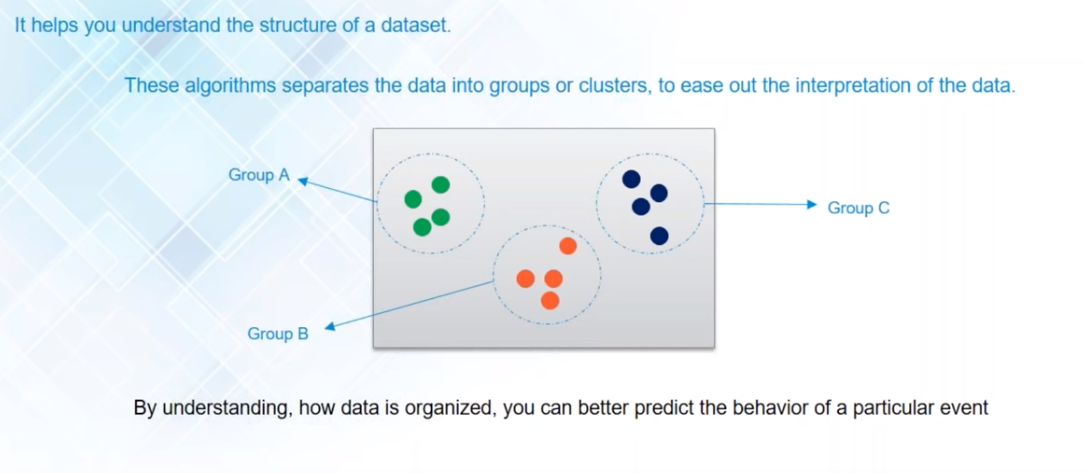 It helps you understand the structure of a dataset.
These algorithms separates the data into groups or clusters, to ease out the interpretation of the data.
Group A
Group C
Group B
By understanding, how data is organized, you can better predict the behavior of a particular event